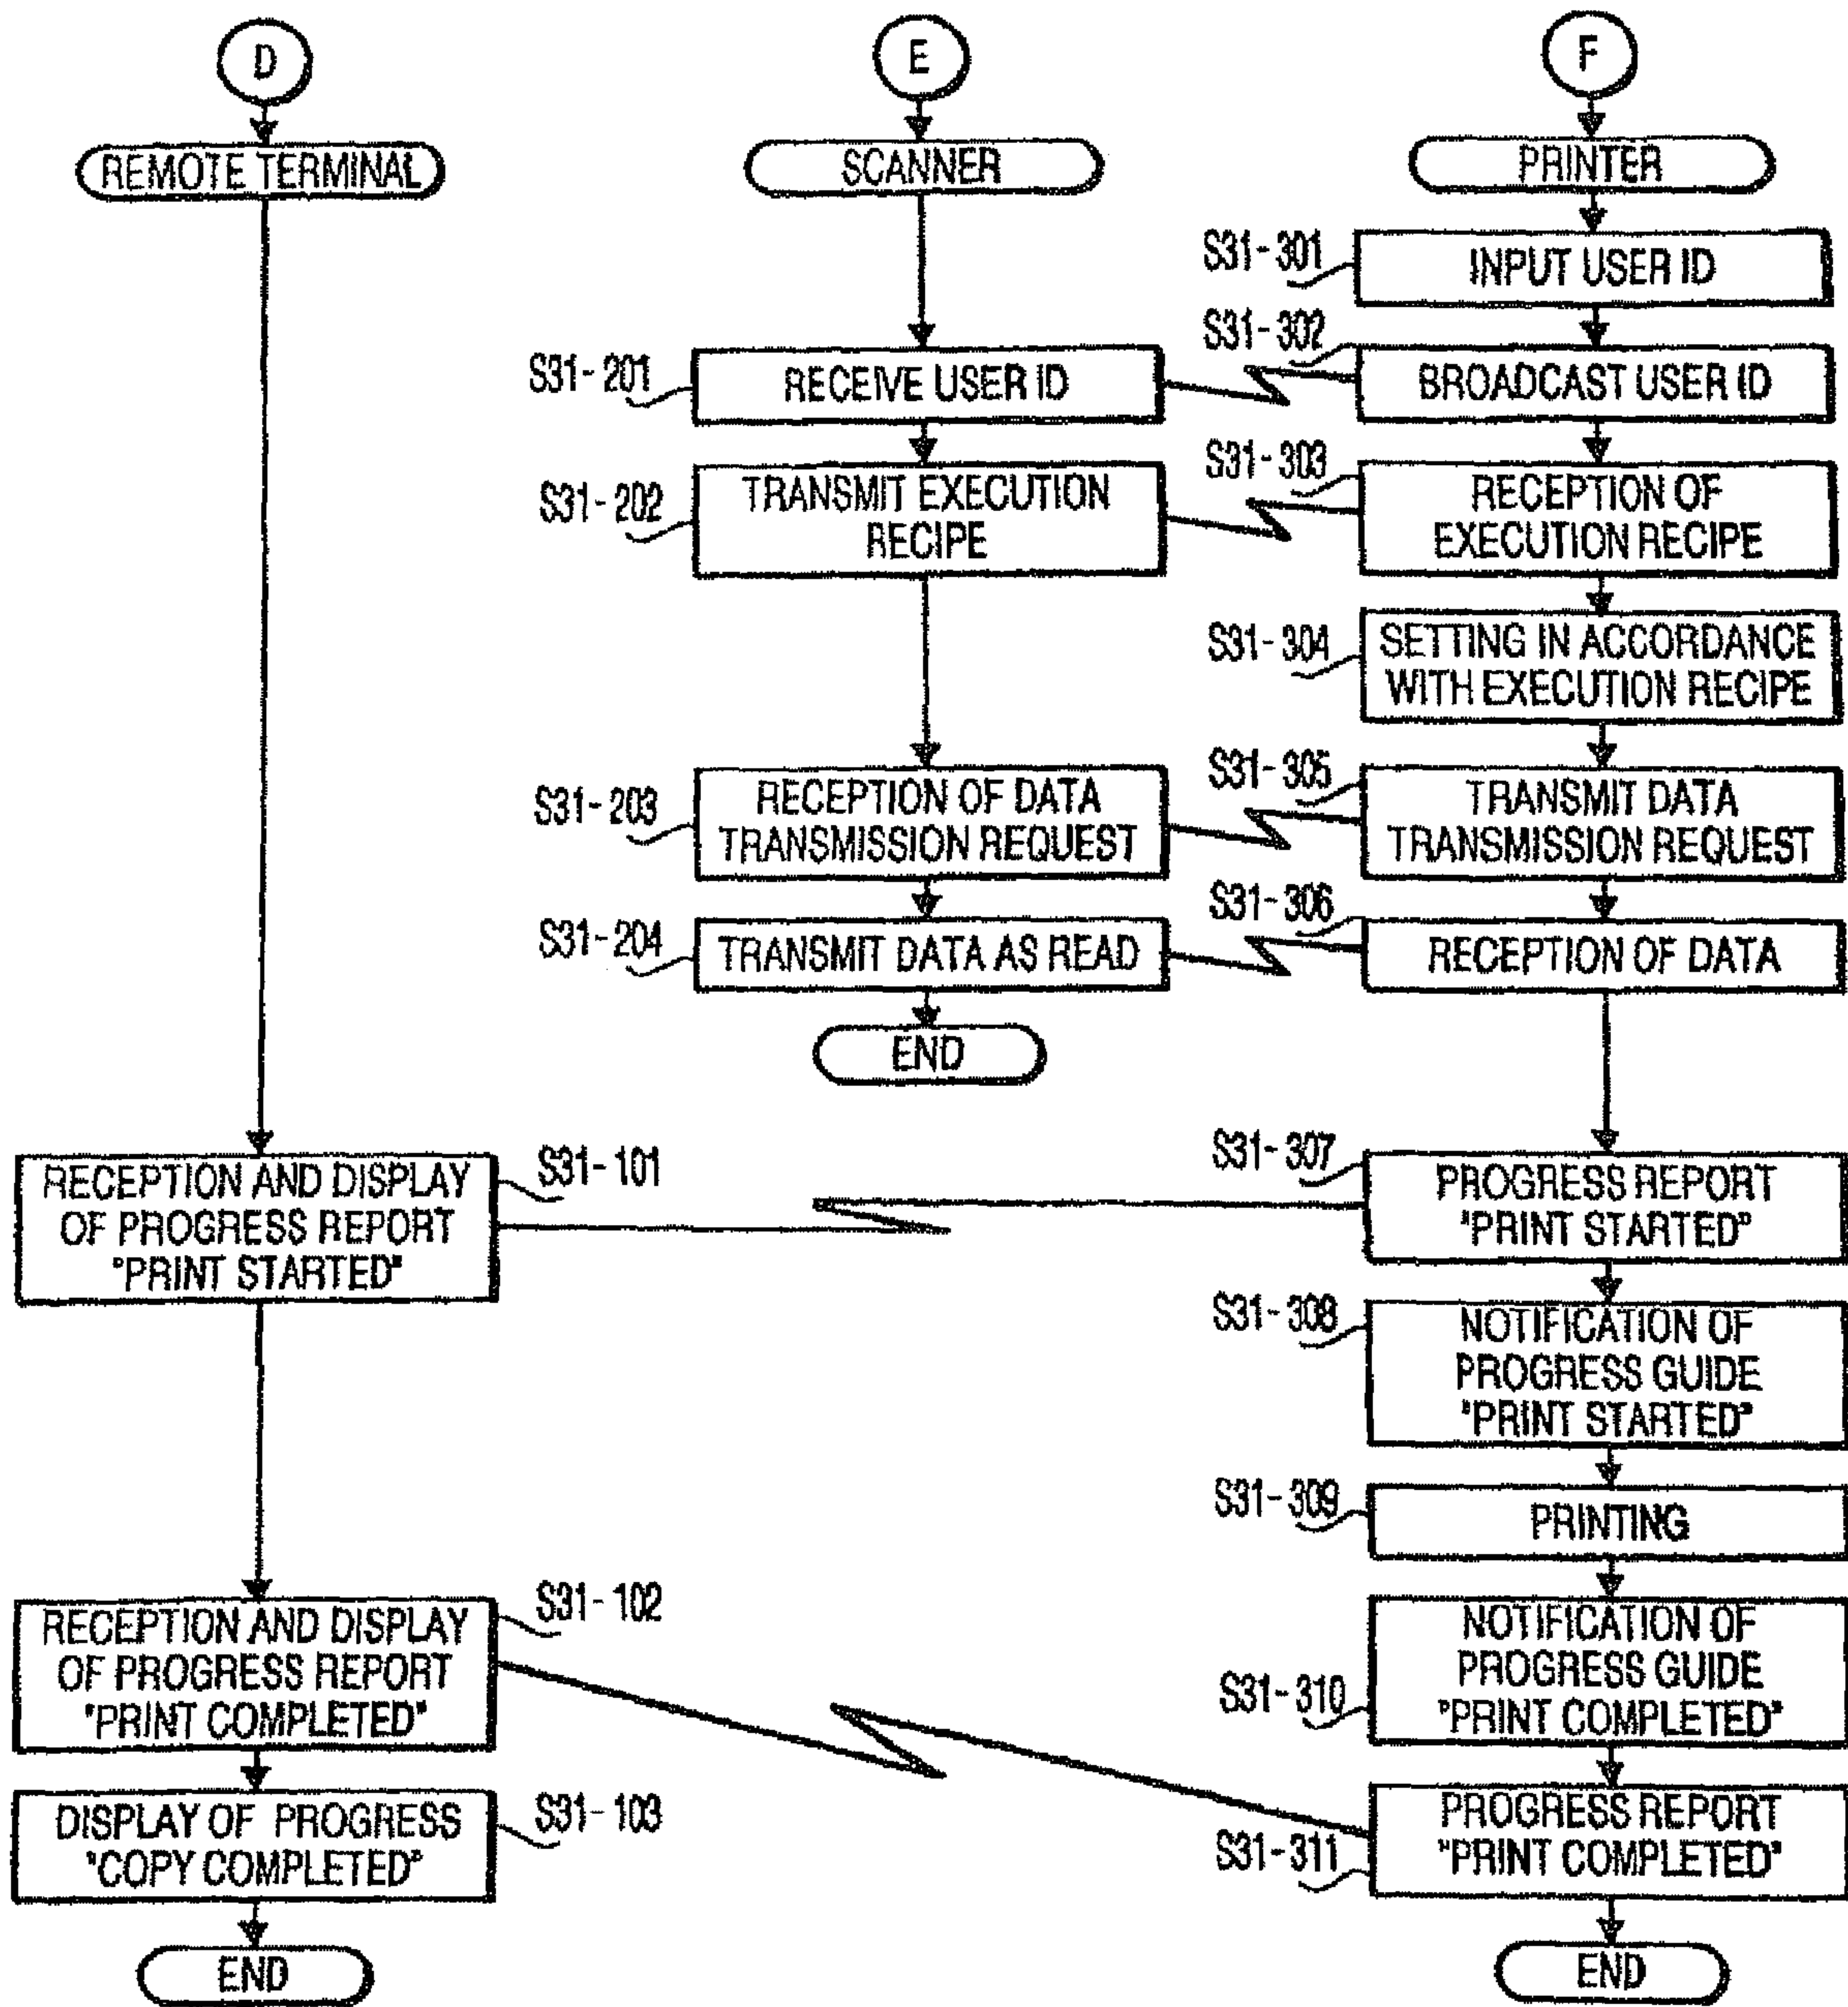 D
E
F
REMOTE TERMINAL
SCANNER
PRINTER
S31-301
INPUT USER ID
S31-302
S31-201
RECEIVE USER ID
BROADCAST USER ID
S31-303
S31-202
TRANSMIT EXECUTION
RECIPE
RECEPTION OF
EXECUTION RECIPE
S31-304
SETTING IN ACCORDANCE
WITH EXECUTION RECIPE
S31-305
S31-203
RECEPTION OF DATA
TRANSMISSION REQUEST
TRANSMIT DATA
TRANSMISSION REQUEST
S31-306
S31-204
TRANSMIT DATA AS READ
RECEPTION OF DATA
END
RECEPTION AND DISPLAY
OF PROGRESS REPORT
"PRINT STARTED"
S31-101
S31-307
PROGRESS REPORT
"PRINT STARTED"
S31-308
NOTIFICATION OF
PROGRESS GUIDE
"PRINT STARTED"
S31-309
PRINTING
RECEPTION AND DISPLAY
OF PROGRESS REPORT
"PRINT COMPLETED"
S31-102
NOTIFICATION OF
PROGRESS GUIDE
"PRINT COMPLETED"
S31-310
DISPLAY OF PROGRESS
"COPY COMPLETED"
S31-103
PROGRESS REPORT
"PRINT COMPLETED"
S31-311
END
END